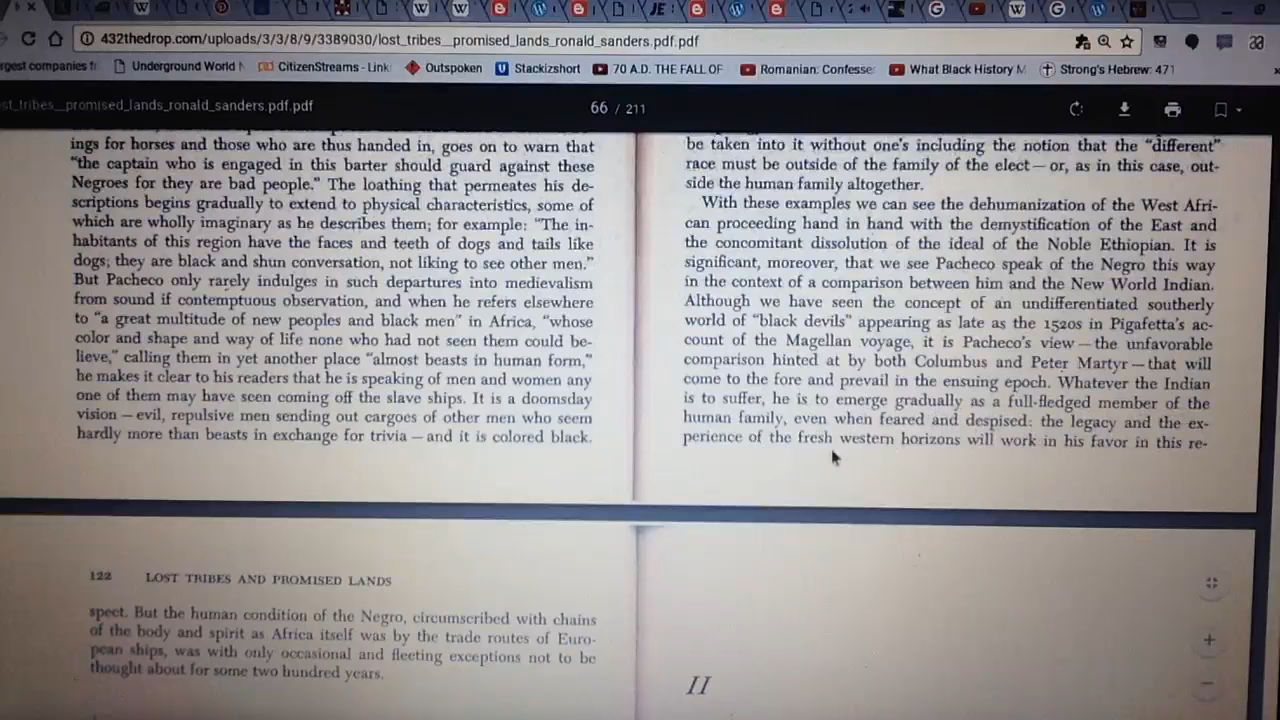 432thedrop.com/uploads/3/3/8/9/3389030/lost_tribes__promised_lands_ronald_sanders.pdf.pdf
rgest companies f
Underground World
CitizenStreams - Link
Outspoken
Stackizshort
70 A.D. THE FALL OF
Romanian: Confesse
What Black History M
Strong's Hebrew: 471
st_tribes__promised_lands_ronald_sanders.pdf.pdf
66 / 211
ings for horses and those who are thus handed in, goes on to warn that
"the captain who is engaged in this barter should guard against these
Negroes for they are bad people." The loathing that permeates his de-
scriptions begins gradually to extend to physical characteristics, some of
which are wholly imaginary as he describes them; for example: "The in-
habitants of this region have the faces and teeth of dogs and tails like
dogs; they are black and shun conversation, not liking to see other men."
But Pacheco only rarely indulges in such departures into medievalism
from sound if contemptuous observation, and when he refers elsewhere
to "a great multitude of new peoples and black men" in Africa, "whose
color and shape and way of life none who had not seen them could be-
lieve," calling them in yet another place "almost beasts in human form,"
he makes it clear to his readers that he is speaking of men and women any
one of them may have seen coming off the slave ships. It is a doomsday
vision — evil, repulsive men sending out cargoes of other men who seem
hardly more than beasts in exchange for trivia — and it is colored black.
be taken into it without one's including the notion that the "different"
race must be outside of the family of the elect — or, as in this case, out-
side the human family altogether.
With these examples we can see the dehumanization of the West Afri-
can proceeding hand in hand with the demystification of the East and
the concomitant dissolution of the ideal of the Noble Ethiopian. It is
significant, moreover, that we see Pacheco speak of the Negro this way
in the context of a comparison between him and the New World Indian.
Although we have seen the concept of an undifferentiated southerly
world of "black devils" appearing as late as the 1520s in Pigafetta's ac-
count of the Magellan voyage, it is Pacheco's view — the unfavorable
comparison hinted at by both Columbus and Peter Martyr — that will
come to the fore and prevail in the ensuing epoch. Whatever the Indian
is to suffer, he is to emerge gradually as a full-fledged member of the
human family, even when feared and despised: the legacy and the ex-
perience of the fresh western horizons will work in his favor in this re-
122 LOST TRIBES AND PROMISED LANDS
spect. But the human condition of the Negro, circumscribed with chains
of the body and spirit as Africa itself was by the trade routes of Euro-
pean ships, was with only occasional and fleeting exceptions not to be
thought about for some two hundred years.
II